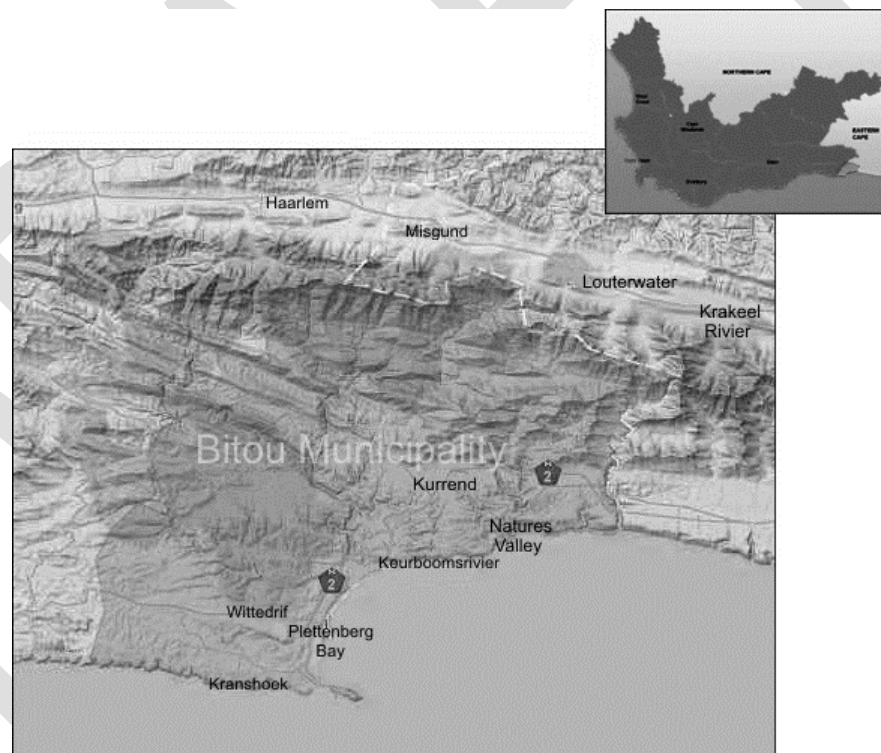 NORTHERN CAPE
EASTERN
CAPE
Haarlem
Misgund
Louterwater
Krakeel
Rivier
Bitou Municipality
N
2
Kurrend
Natures
Valley
Keurboomsrivier
N
2
Wittedrif
Plettenberg
Bay
Kranshoek